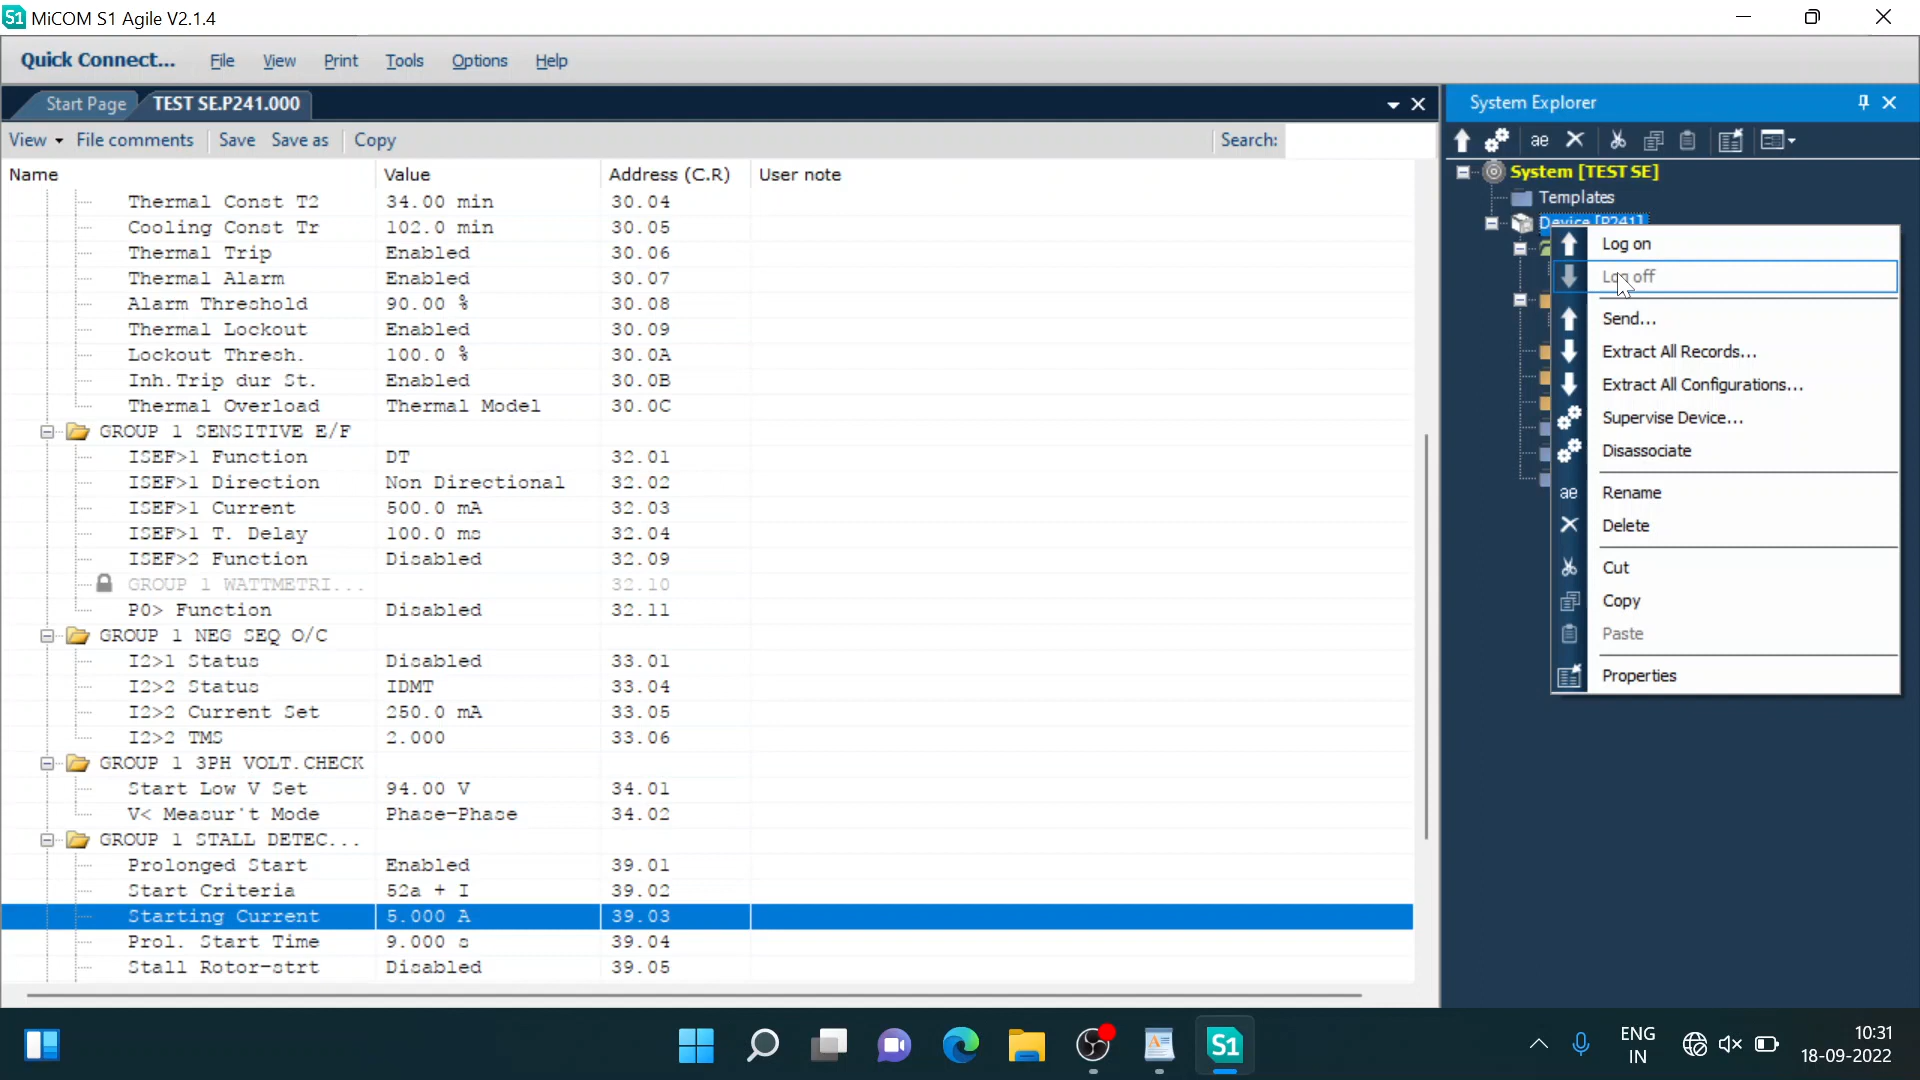 S1 MiCOM S1 Agile V2.1.4
Quick Connect... File View Print Tools Options Help
Start Page TEST SE.P241.000
View File comments Save Save as Copy Search:
Name Value Address (C.R) User note
Thermal Const T2 34.00 min 30.04
Cooling Const Tr 102.0 min 30.05
Thermal Trip Enabled 30.06
Thermal Alarm Enabled 30.07
Alarm Threshold 90.00 % 30.08
Thermal Lockout Enabled 30.09
Lockout Thresh. 100.0 % 30.0A
Inh.Trip dur St. Enabled 30.0B
Thermal Overload Thermal Model 30.0C
GROUP 1 SENSITIVE E/F
ISEF>1 Function DT 32.01
ISEF>1 Direction Non Directional 32.02
ISEF>1 Current 500.0 mA 32.03
ISEF>1 T. Delay 100.0 ms 32.04
ISEF>2 Function Disabled 32.09
GROUP 1 WATTMETRI... 32.10
P0> Function Disabled 32.11
GROUP 1 NEG SEQ O/C
I2>1 Status Disabled 33.01
I2>2 Status IDMT 33.04
I2>2 Current Set 250.0 mA 33.05
I2>2 TMS 2.000 33.06
GROUP 1 3PH VOLT.CHECK
Start Low V Set 94.00 V 34.01
V< Measur't Mode Phase-Phase 34.02
GROUP 1 STALL DETEC...
Prolonged Start Enabled 39.01
Start Criteria 52a + I 39.02
Starting Current 5.000 A 39.03
Prol. Start Time 9.000 s 39.04
Stall Rotor-strt Disabled 39.05
System Explorer
ae
System [TEST SE]
Templates
Device [P241]
Log on
Log off
Send...
Extract All Records...
Extract All Configurations...
Supervise Device...
Disassociate
ae Rename
Delete
Cut
Copy
Paste
Properties
S1
ENG
IN
10:31
18-09-2022